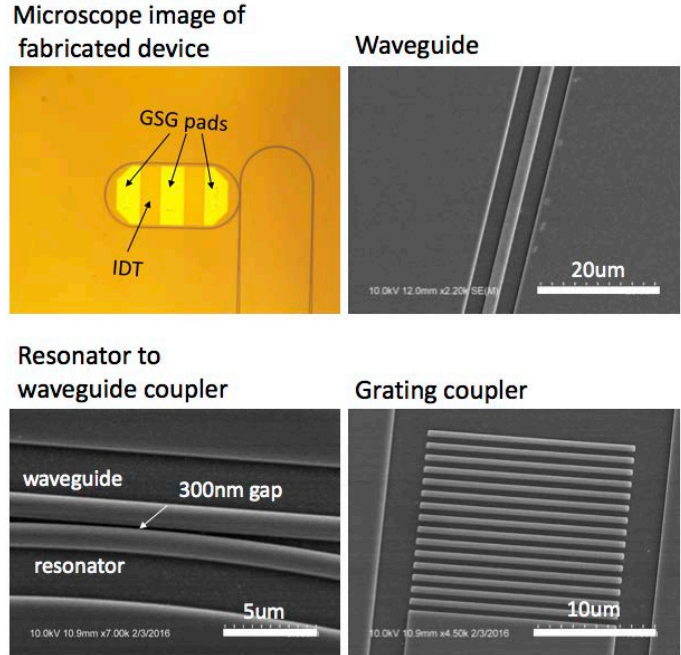 Microscope image of
fabricated device
Waveguide
GSG pads
IDT
20um
10.0kV 12.0mm x2.20k SE(M)
Resonator to
waveguide coupler
Grating coupler
waveguide
300nm gap
resonator
5um
10.0kV 10.9mm x7.00k 2/3/2016
10um
10.0kV 10.9mm x4.50k 2/3/2016